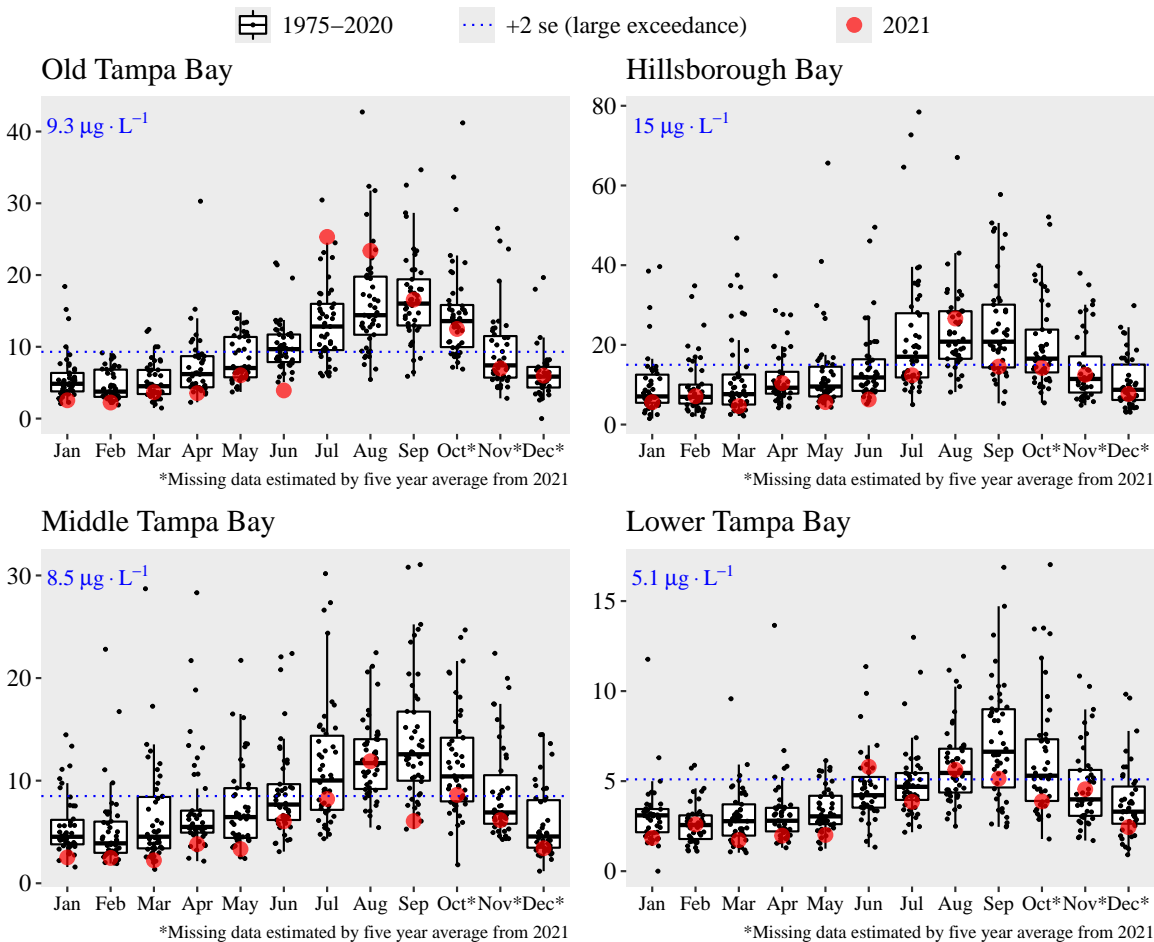 1975−2020 +2 se (large exceedance) 2021
Old Tampa Bay
9.3 μg · L⁻¹
40
30
20
10
0
Jan Feb Mar Apr May Jun Jul Aug Sep Oct* Nov* Dec*
*Missing data estimated by five year average from 2021
Hillsborough Bay
15 μg · L⁻¹
80
60
40
20
0
Jan Feb Mar Apr May Jun Jul Aug Sep Oct* Nov* Dec*
*Missing data estimated by five year average from 2021
Middle Tampa Bay
8.5 μg · L⁻¹
30
20
10
0
Jan Feb Mar Apr May Jun Jul Aug Sep Oct* Nov* Dec*
*Missing data estimated by five year average from 2021
Lower Tampa Bay
5.1 μg · L⁻¹
15
10
5
0
Jan Feb Mar Apr May Jun Jul Aug Sep Oct* Nov* Dec*
*Missing data estimated by five year average from 2021